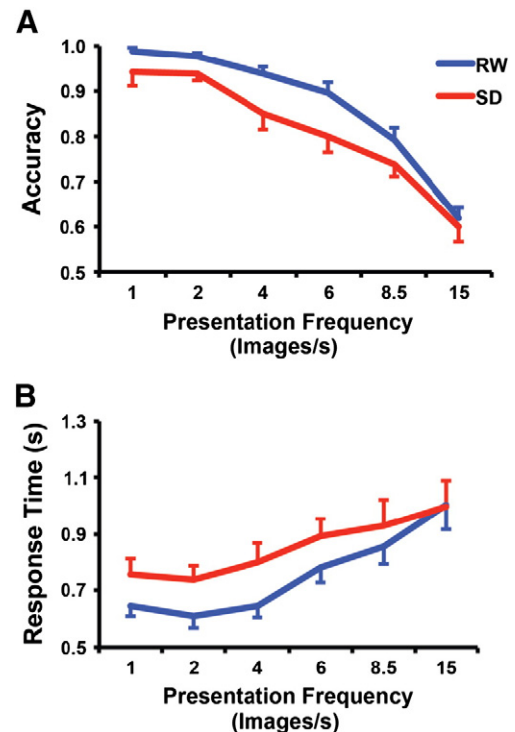 A
1.0
0.9
0.8
0.7
0.6
0.5
Accuracy
RW
SD
1 2 4 6 8.5 15
Presentation Frequency
(Images/s)
B
1.3
1.1
0.9
0.7
0.5
Response Time (s)
1 2 4 6 8.5 15
Presentation Frequency
(Images/s)